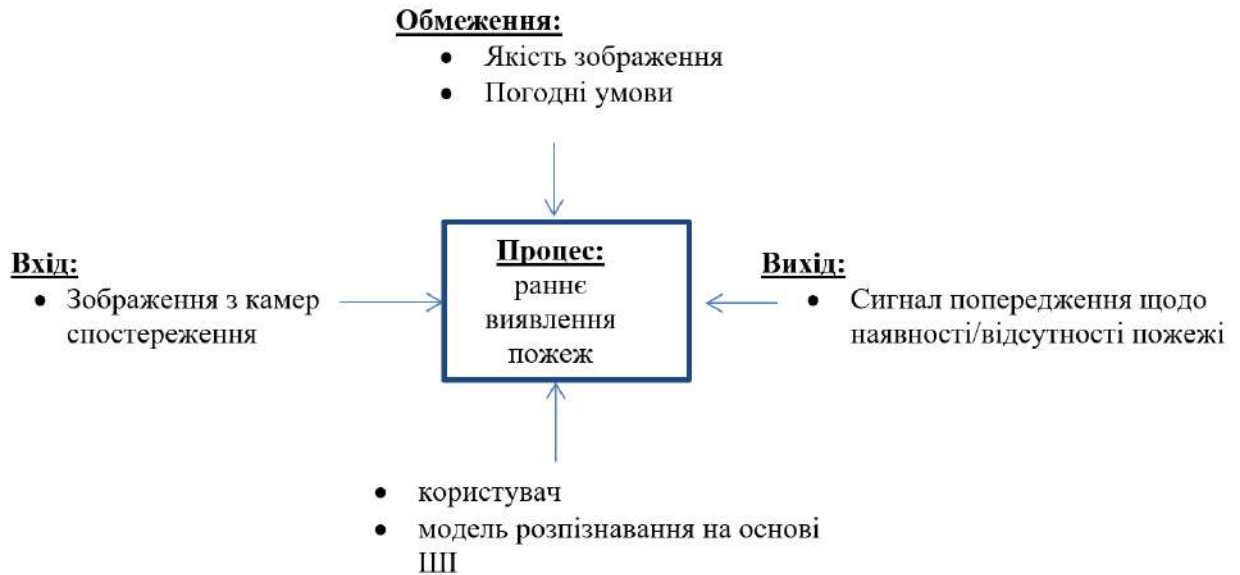 Обмеження:
• Якість зображення
• Погодні умови
Процес:
раннє
виявлення
пожеж
Вхід:
• Зображення з камер
спостереження
Вихід:
• Сигнал попередження щодо
наявності/відсутності пожежі
• користувач
• модель розпізнавання на основі
ШІ